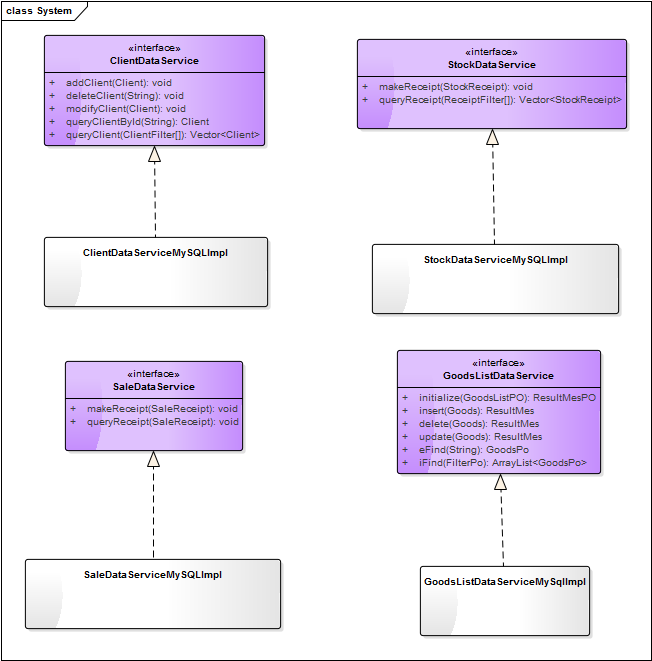 class System
«interface»
ClientDataService
+ addClient(Client): void
+ deleteClient(String): void
+ modifyClient(Client): void
+ queryClientById(String): Client
+ queryClient(ClientFilter[]): Vector<Client>
«interface»
StockDataService
+ makeReceipt(StockReceipt): void
+ queryReceipt(ReceiptFilter[]): Vector<StockReceipt>
ClientDataServiceMySQLImpl
StockDataServiceMySQLImpl
«interface»
SaleDataService
+ makeReceipt(SaleReceipt): void
+ queryReceipt(SaleReceipt): void
«interface»
GoodsListDataService
+ initialize(GoodsListPO): ResultMesPO
+ insert(Goods): ResultMes
+ delete(Goods): ResultMes
+ update(Goods): ResultMes
+ eFind(String): GoodsPo
+ iFind(FilterPo): ArrayList<GoodsPo>
SaleDataServiceMySQLImpl
GoodsListDataServiceMySqlImpl